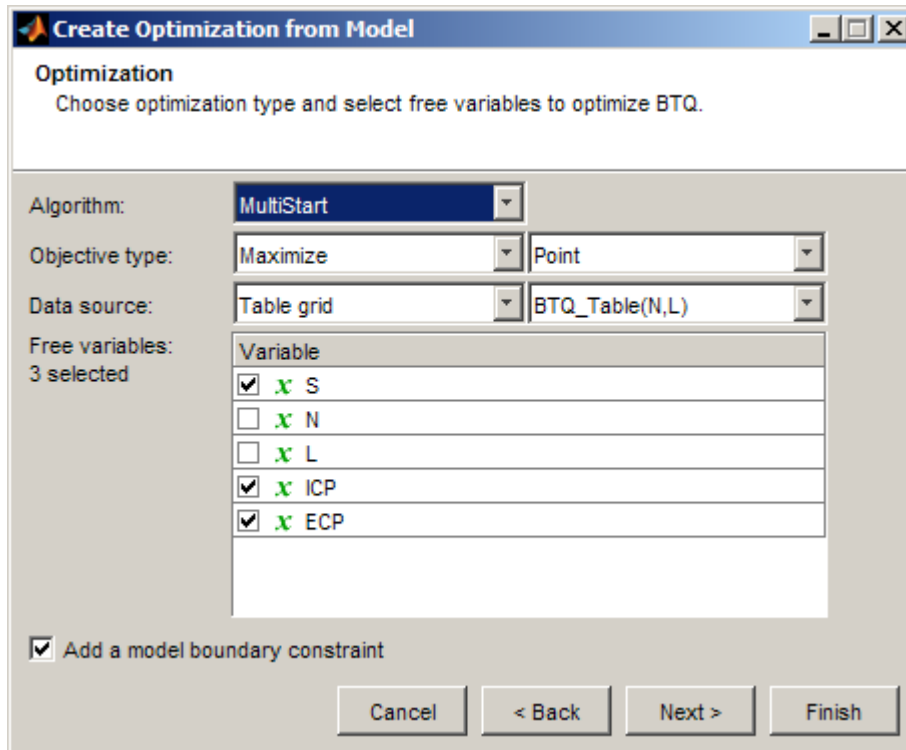 Create Optimization from Model
Optimization
Choose optimization type and select free variables to optimize BTQ.
Algorithm: MultiStart
Objective type: Maximize Point
Data source: Table grid BTQ_Table(N,L)
Free variables: Variable
3 selected
x S
x N
x L
x ICP
x ECP
Add a model boundary constraint
Cancel < Back Next > Finish